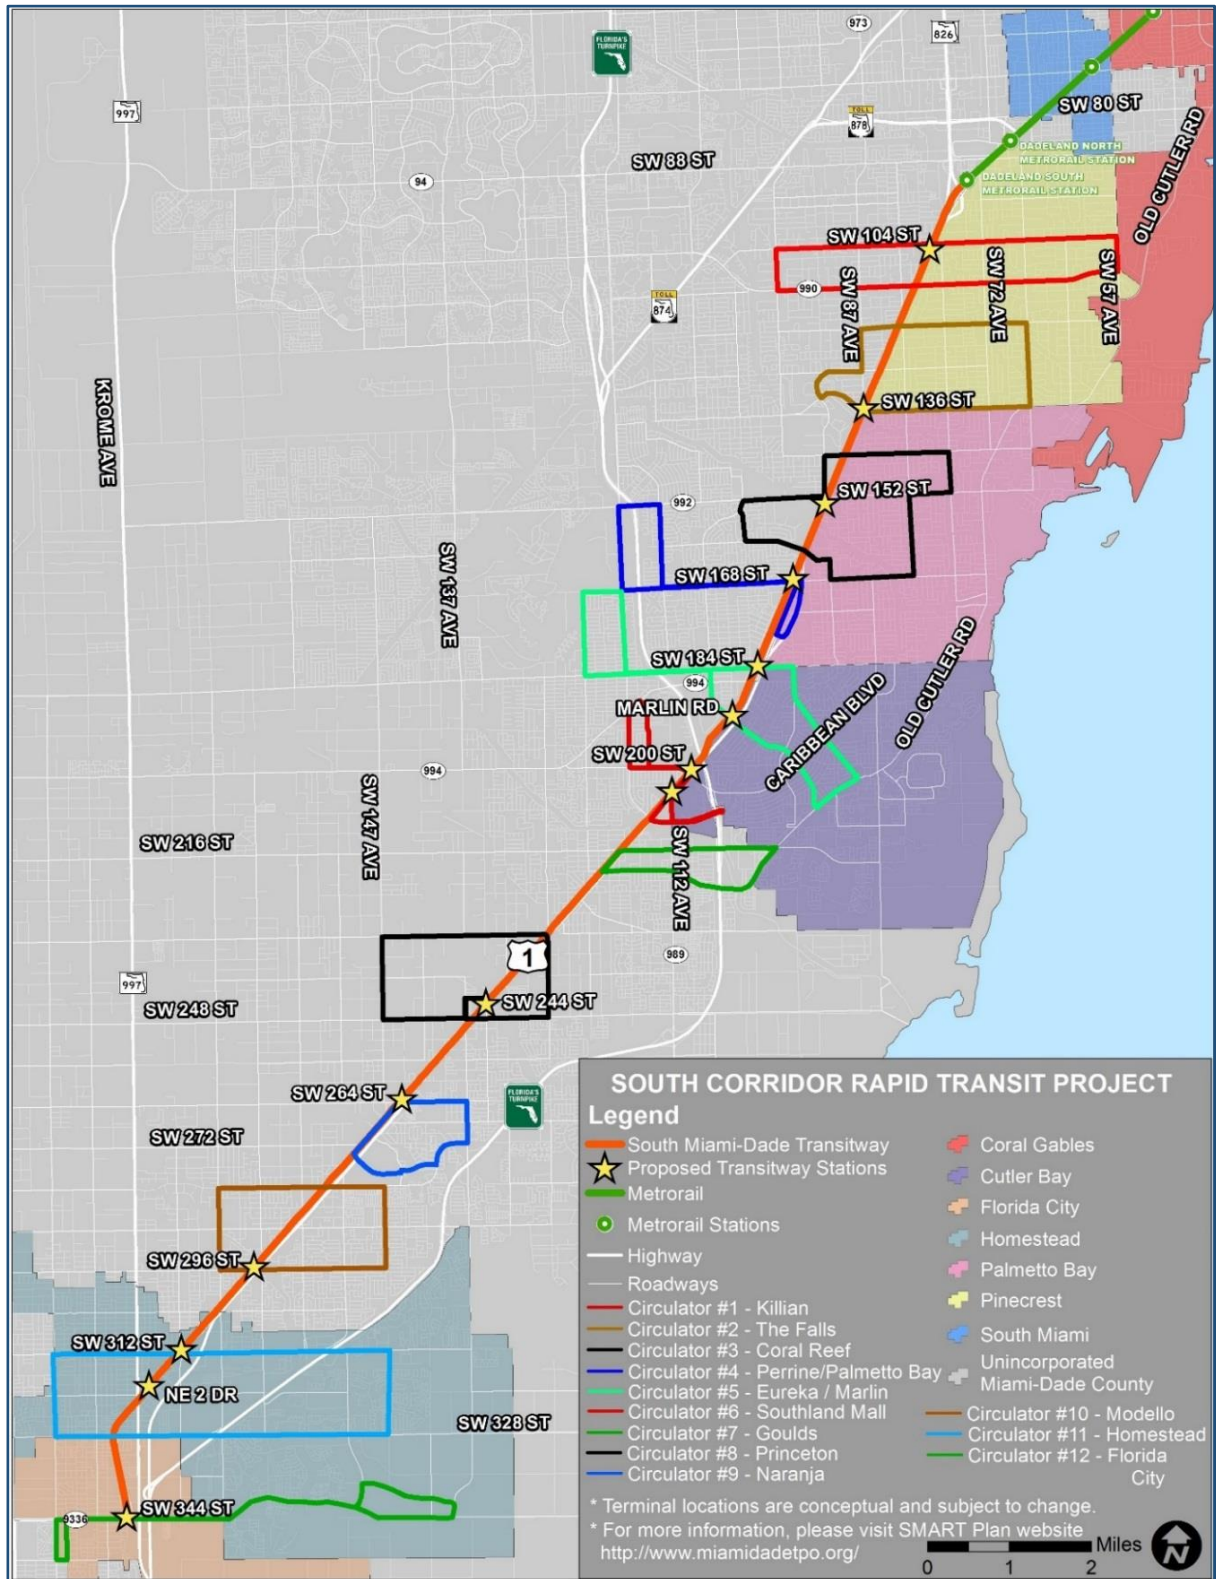 973
826
FLORIDA'S
TURNPIKE
997
SW 80 ST
TOLL
878
OLD CUTLER RD
DADELAND NORTH
METRORAIL STATION
SW 88 ST
94
DADELAND SOUTH
METRORAIL STATION
SW 104 ST
SW 72 AVE
SW 57 AVE
990
SW 87 AVE
TOLL
874
KROME AVE
SW 136 ST
SW 152 ST
992
SW 137 AVE
SW 168 ST
SW 184 ST
994
MARLIN RD
CARIBBEAN BLVD
OLD CUTLER RD
SW 200 ST
994
SW 147 AVE
SW 216 ST
SW 112 AVE
1
989
997
SW 248 ST
SW 244 ST
SW 264 ST
FLORIDA'S
TURNPIKE
SW 272 ST
SW 296 ST
SW 312 ST
NE 2 DR
SW 328 ST
9336
SW 344 ST
SOUTH CORRIDOR RAPID TRANSIT PROJECT
Legend
South Miami-Dade Transitway
Proposed Transitway Stations
Metrorail
Metrorail Stations
Highway
Roadways
Circulator #1 - Killian
Circulator #2 - The Falls
Circulator #3 - Coral Reef
Circulator #4 - Perrine/Palmetto Bay
Circulator #5 - Eureka / Marlin
Circulator #6 - Southland Mall
Circulator #7 - Goulds
Circulator #8 - Princeton
Circulator #9 - Naranja
Coral Gables
Cutler Bay
Florida City
Homestead
Palmetto Bay
Pinecrest
South Miami
Unincorporated
Miami-Dade County
Circulator #10 - Modello
Circulator #11 - Homestead
Circulator #12 - Florida
City
* Terminal locations are conceptual and subject to change.
* For more information, please visit SMART Plan website
http://www.miamidadetpo.org/
Miles
0 1 2
N